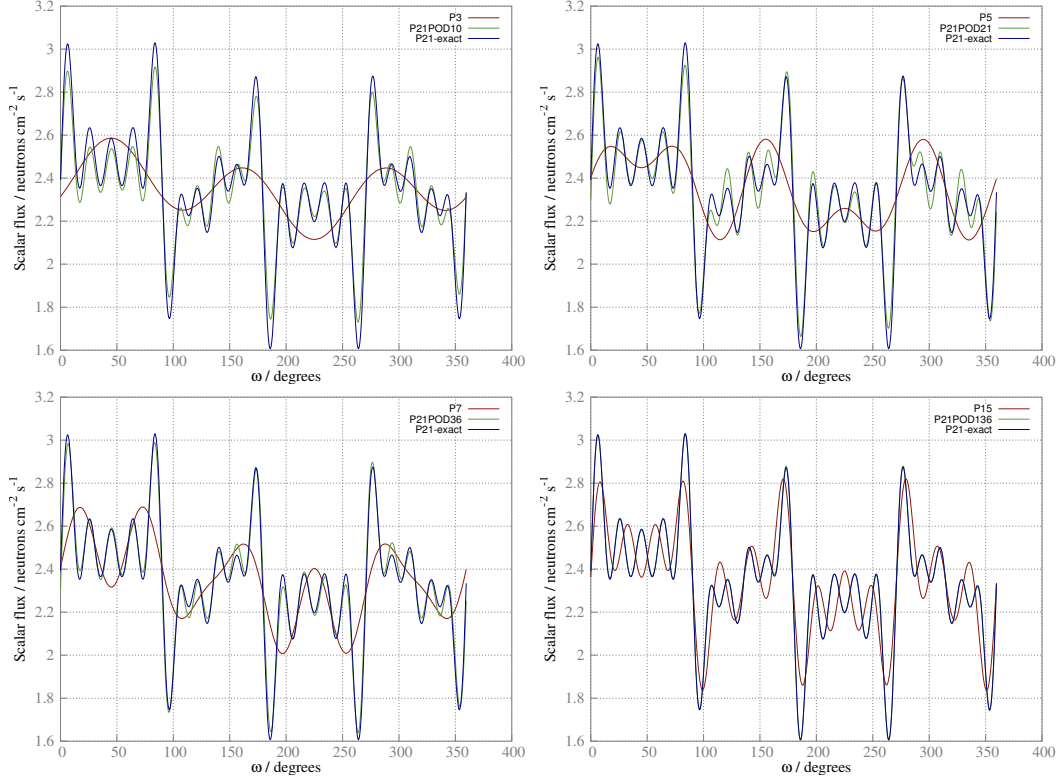 P3
P21POD10
P21-exact
3.2
3
2.8
2.6
2.4
2.2
2
1.8
1.6
Scalar flux / neutrons cm-2 s-1
0 50 100 150 200 250 300 350 400
ω / degrees
P5
P21POD21
P21-exact
3.2
3
2.8
2.6
2.4
2.2
2
1.8
1.6
Scalar flux / neutrons cm-2 s-1
0 50 100 150 200 250 300 350 400
ω / degrees
P7
P21POD36
P21-exact
3.2
3
2.8
2.6
2.4
2.2
2
1.8
1.6
Scalar flux / neutrons cm-2 s-1
0 50 100 150 200 250 300 350 400
ω / degrees
P15
P21POD136
P21-exact
3.2
3
2.8
2.6
2.4
2.2
2
1.8
1.6
Scalar flux / neutrons cm-2 s-1
0 50 100 150 200 250 300 350 400
ω / degrees